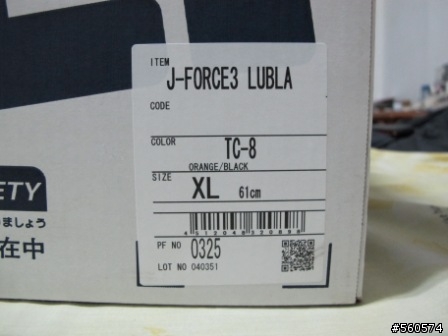 ITEM
J-FORCE3 LUBLA
CODE
COLOR
TC-8
ORANGE/BLACK
SIZE
XL 61cm
PF NO 0325
LOT NO 040351
ETY
ましょう
在中
#560574